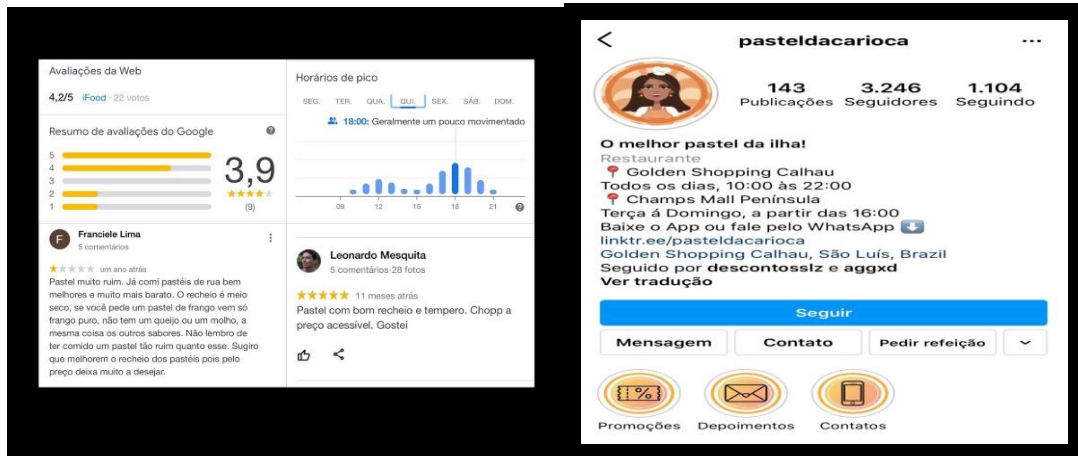 Avaliações da Web
4,2/5 iFood · 22 votos
Resumo de avaliações do Google
5
4
3
2
1
3,9
(9)
F
Franciele Lima
5 comentários
um ano atrás
Pastel muito ruim. Já comi pastéis de rua bem
melhores e muito mais barato. O recheio é meio
seco, se você pede um pastel de frango vem só
frango puro, não tem um queijo ou um molho, a
mesma coisa os outros sabores. Não lembro de
ter comido um pastel tão ruim quanto esse. Sugiro
que melhorem o recheio dos pastéis pois pelo
preço deixa muito a desejar.
Horários de pico
SEG. TER. QUA. QUI. SEX. SÁB. DOM.
18:00: Geralmente um pouco movimentado
09 12 15 18 21
Leonardo Mesquita
5 comentários·28 fotos
11 meses atrás
Pastel com bom recheio e tempero. Chopp a
preço acessível. Gostei
pasteldacarioca
143 3.246 1.104
Publicações Seguidores Seguindo
O melhor pastel da ilha!
Restaurante
Golden Shopping Calhau
Todos os dias, 10:00 às 22:00
Champs Mall Península
Terça á Domingo, a partir das 16:00
Baixe o App ou fale pelo WhatsApp
linktr.ee/pasteldacarioca
Golden Shopping Calhau, São Luís, Brazil
Seguido por descontosslz e aggxd
Ver tradução
Seguir
Mensagem Contato Pedir refeição
Promoções Depoimentos Contatos